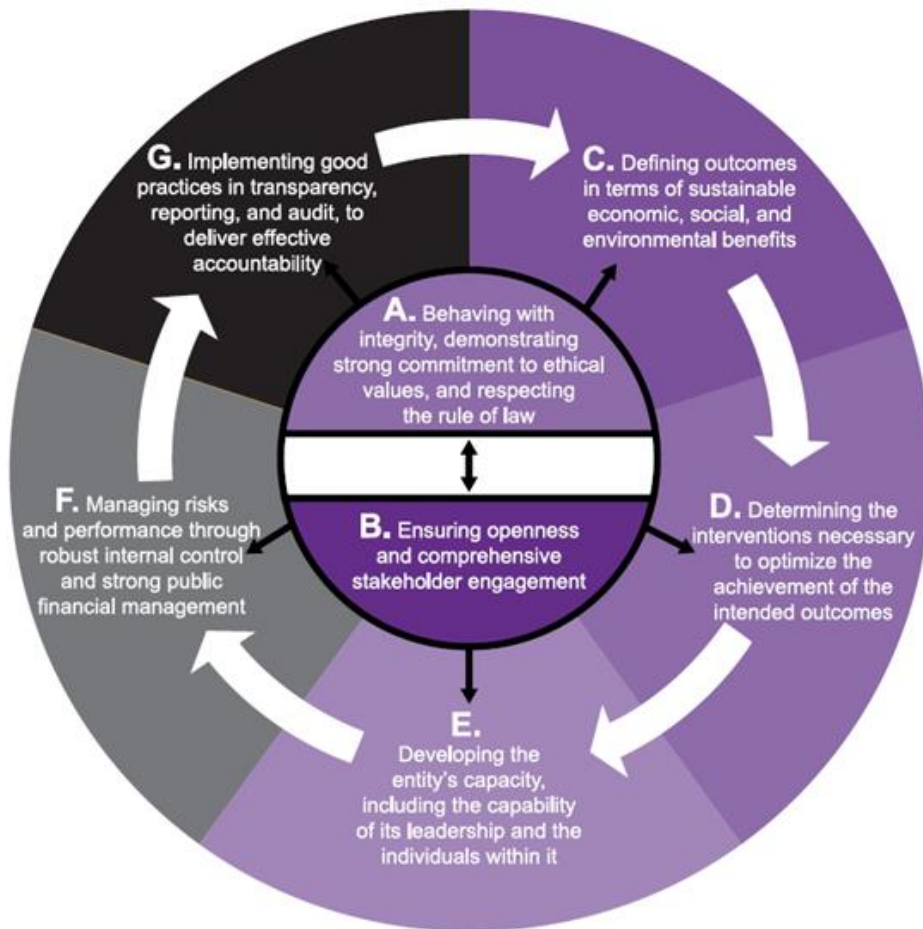 G. Implementing good
practices in transparency,
reporting, and audit, to
deliver effective
accountability
C. Defining outcomes
in terms of sustainable
economic, social, and
environmental benefits
A. Behaving with
integrity, demonstrating
strong commitment to ethical
values, and respecting
the rule of law
F. Managing risks
and performance through
robust internal control
and strong public
financial management
B. Ensuring openness
and comprehensive
stakeholder engagement
D. Determining the
interventions necessary
to optimize the
achievement of the
intended outcomes
E.
Developing the
entity's capacity,
including the capability
of its leadership and the
individuals within it